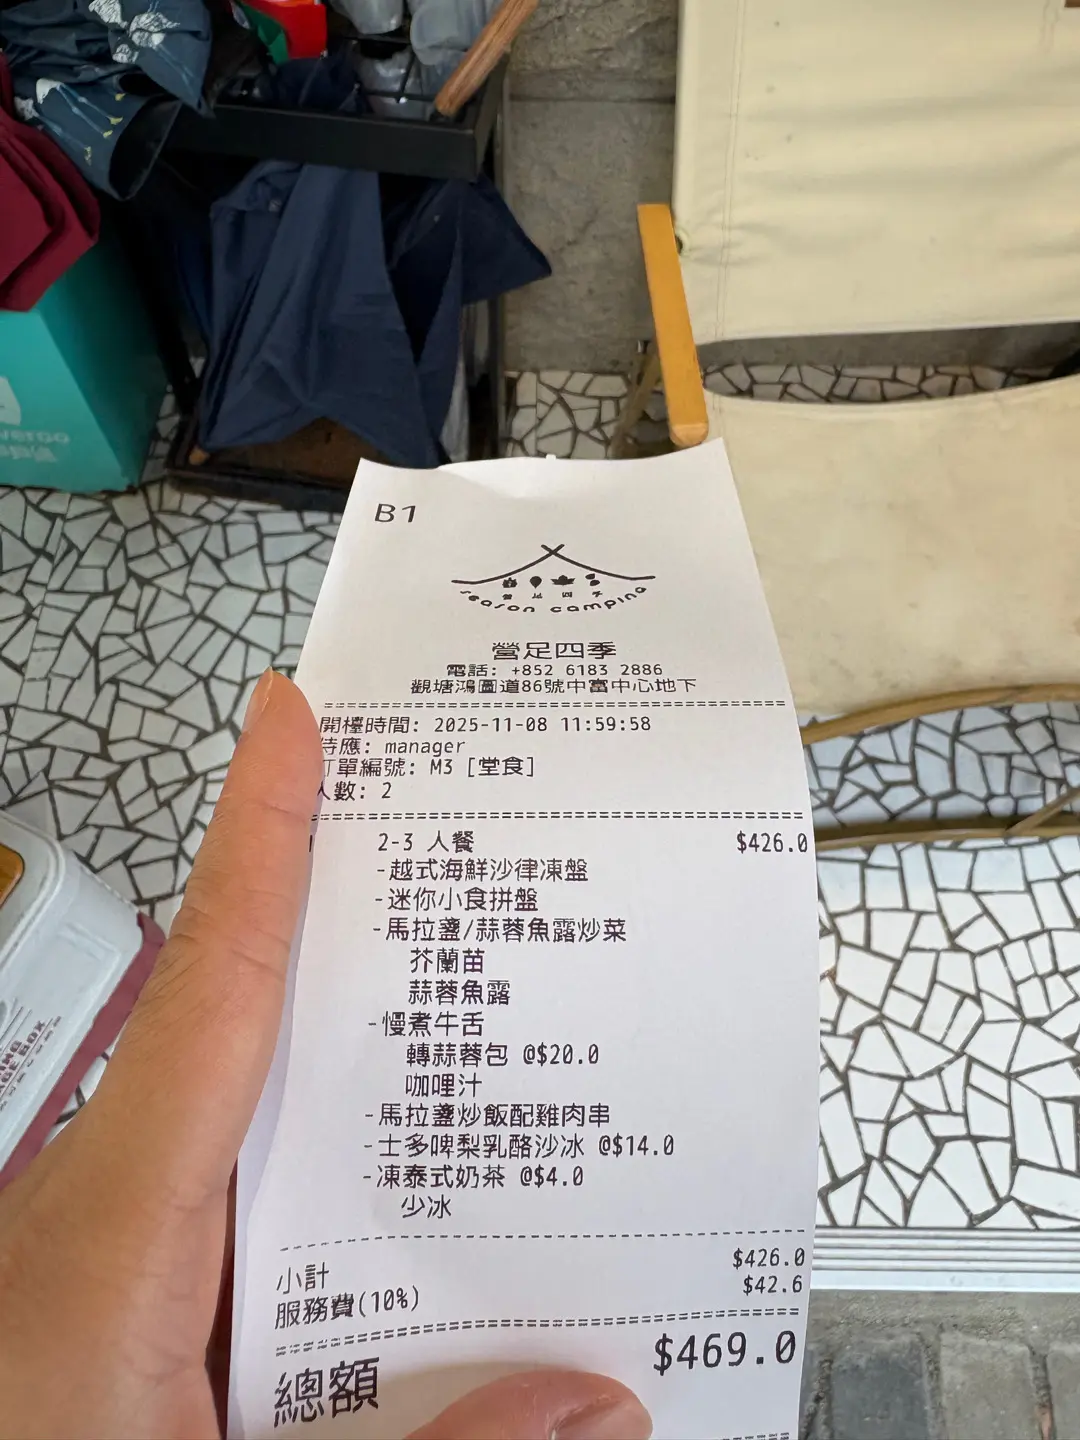 B1
營足四季
season camping
營足四季
電話: +852 6183 2886
觀塘鴻圖道86號中富中心地下
開檯時間: 2025-11-08 11:59:58
侍應: manager
訂單編號: M3 [堂食]
人數: 2
2-3 人餐 $426.0
-越式海鮮沙律凍盤
-迷你小食拼盤
-馬拉盞/蒜蓉魚露炒菜
芥蘭苗
蒜蓉魚露
-慢煮牛舌
轉蒜蓉包 @$20.0
咖哩汁
-馬拉盞炒飯配雞肉串
-士多啤梨乳酪沙冰 @$14.0
-凍泰式奶茶 @$4.0
少冰
小計 $426.0
服務費(10%) $42.6
總額 $469.0